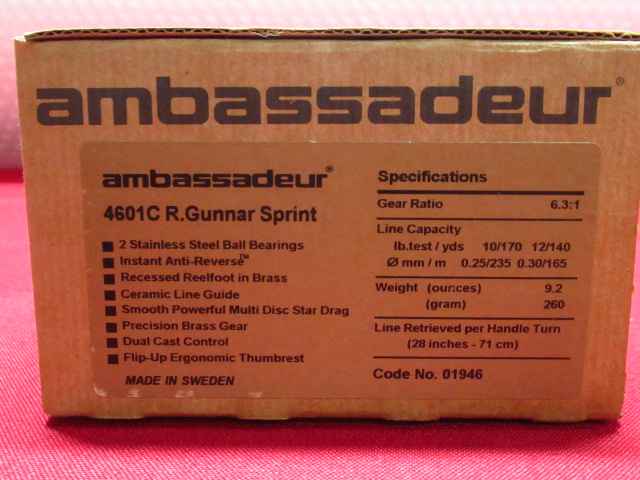 ambassadeur®
ambassadeur®
4601C R.Gunnar Sprint
■ 2 Stainless Steel Ball Bearings
■ Instant Anti-Reverse™
■ Recessed Reelfoot in Brass
■ Ceramic Line Guide
■ Smooth Powerful Multi Disc Star Drag
■ Precision Brass Gear
■ Dual Cast Control
■ Flip-Up Ergonomic Thumbrest
MADE IN SWEDEN
Specifications
Gear Ratio 6.3:1
Line Capacity
lb.test / yds 10/170 12/140
Ø mm / m 0.25/235 0.30/165
Weight (ounces) 9.2
(gram) 260
Line Retrieved per Handle Turn
(28 inches - 71 cm)
Code No. 01946